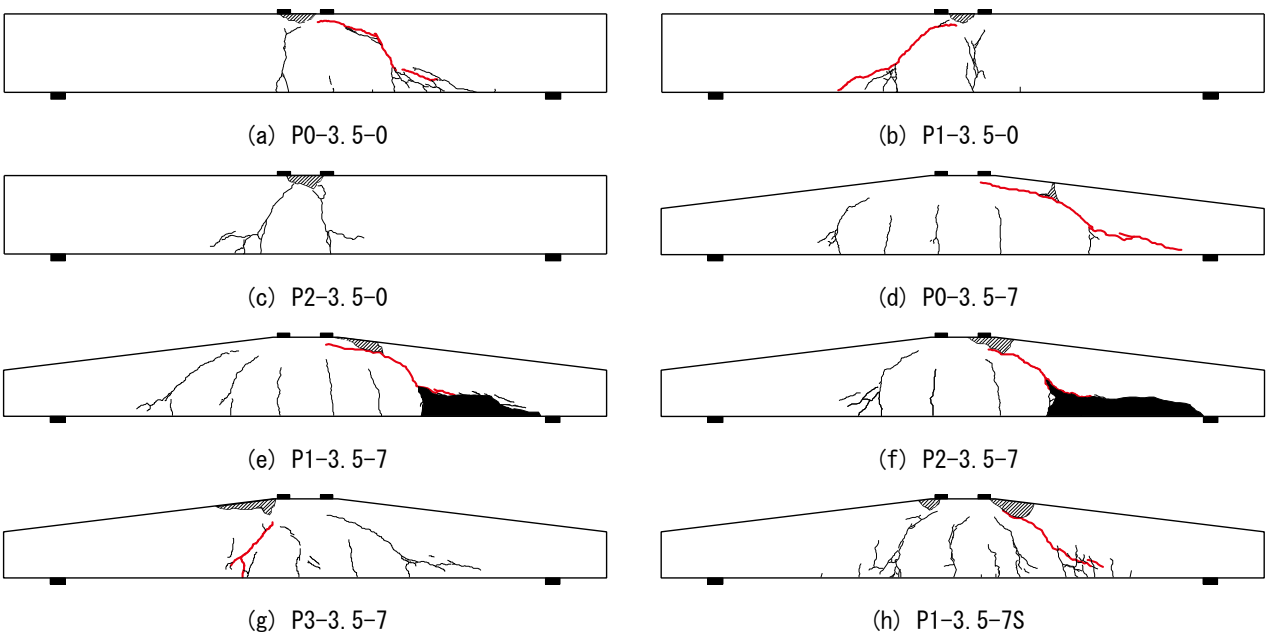 (a) P0-3.5-0
(b) P1-3.5-0
(c) P2-3.5-0
(d) P0-3.5-7
(e) P1-3.5-7
(f) P2-3.5-7
(g) P3-3.5-7
(h) P1-3.5-7S